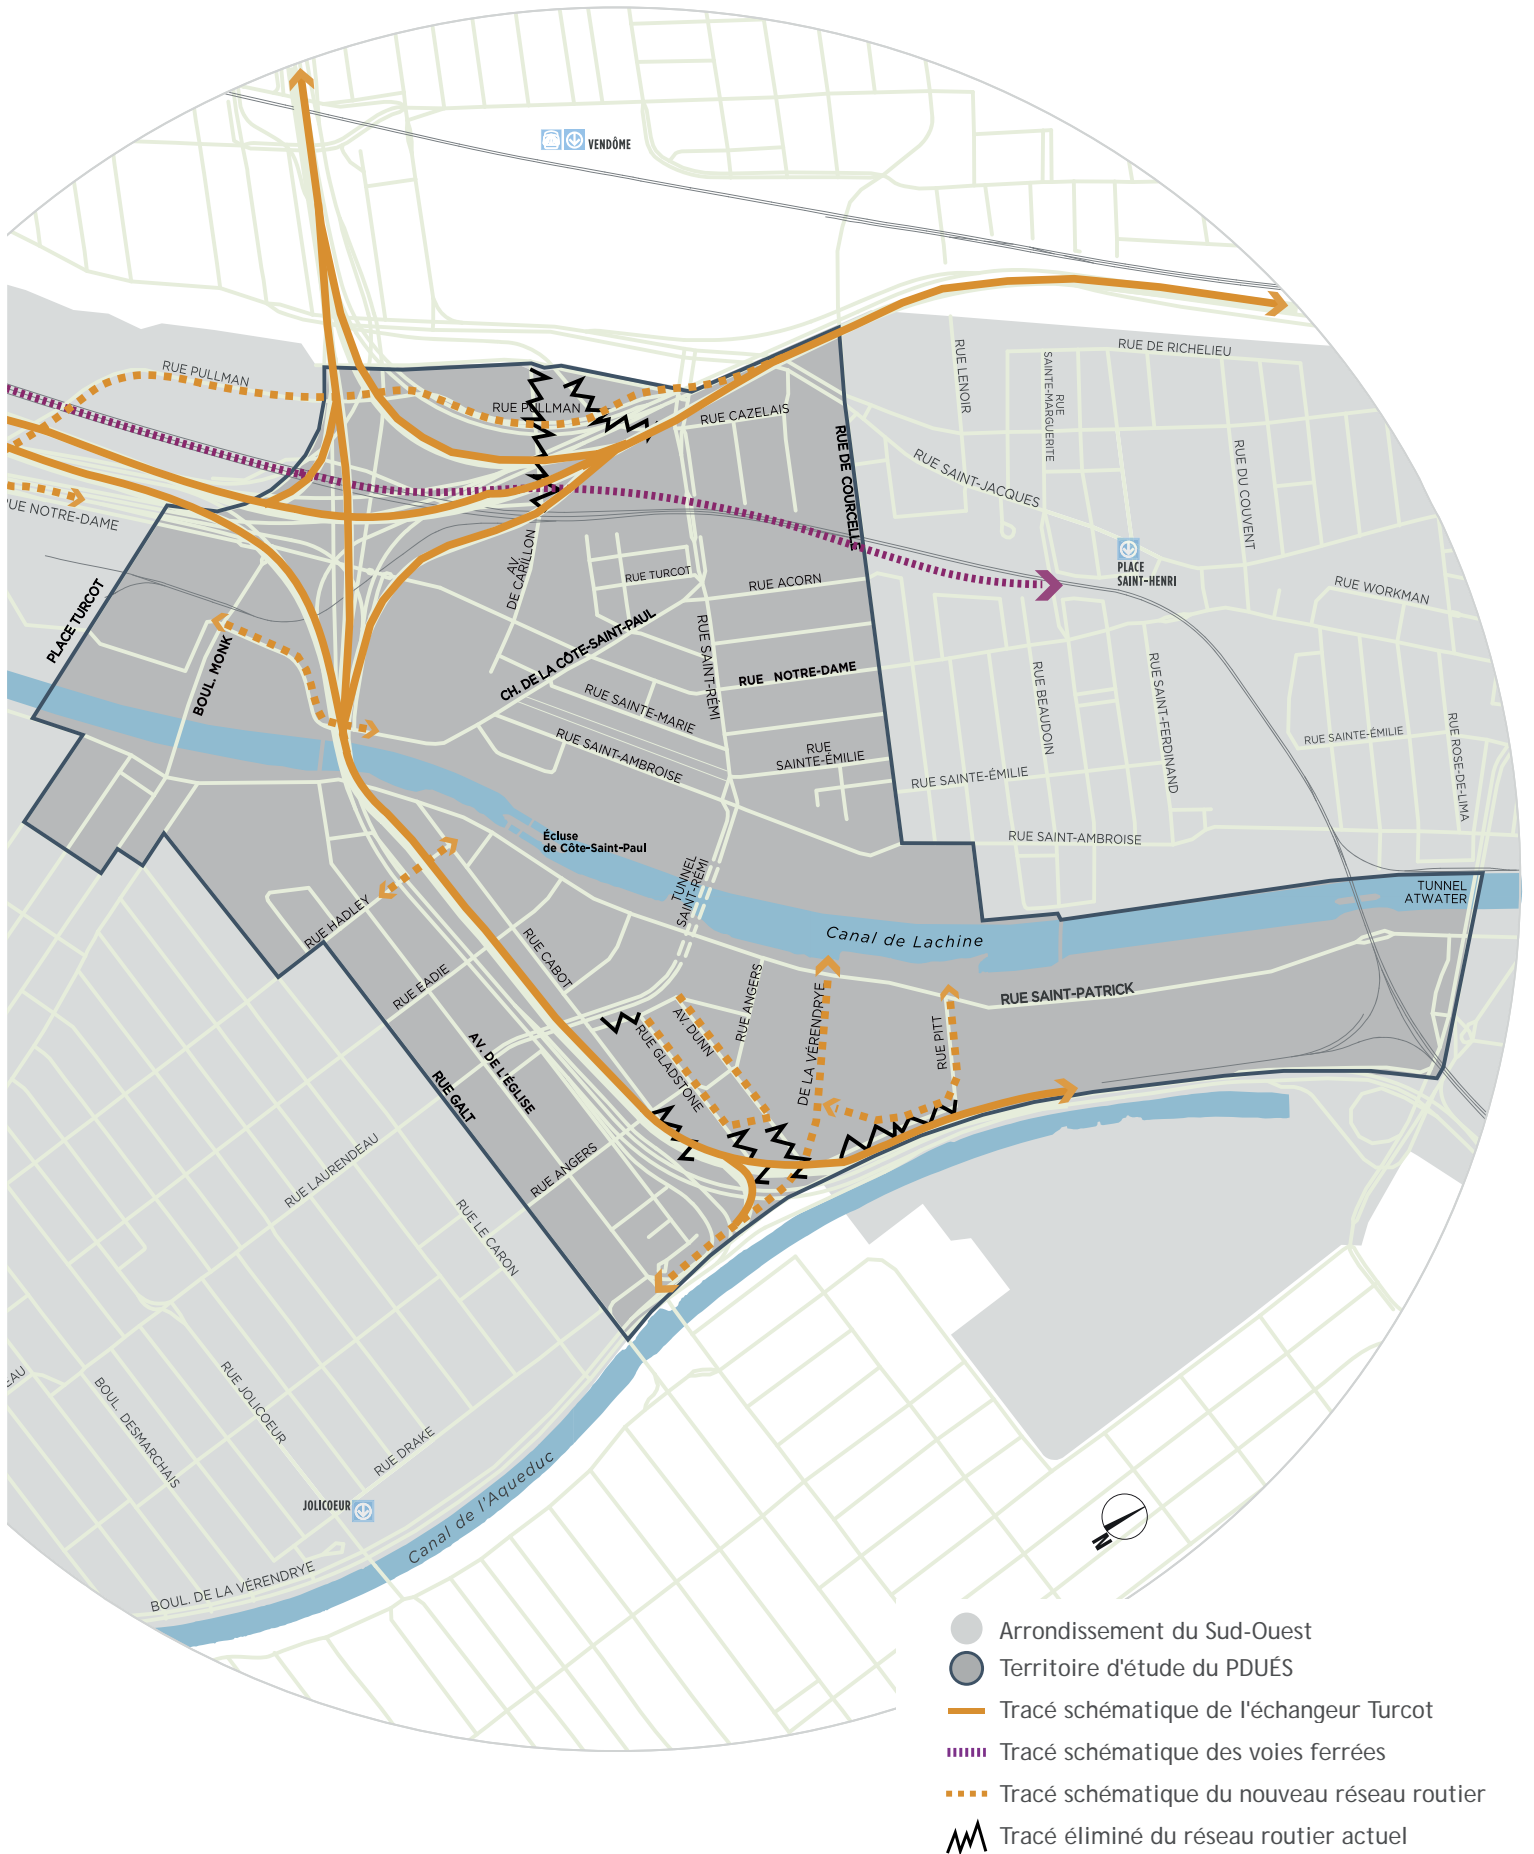 VENDÔME
RUE PULLMAN
RUE PULLMAN
RUE CAZELAIS
RUE DE COURCELLE
RUE LENOIR
RUE
SAINTE-MARGUERITE
RUE DE RICHELIEU
RUE SAINT-JACQUES
RUE DU COUVENT
PLACE
SAINT-HENRI
RUE WORKMAN
UE NOTRE-DAME
PLACE TURCOT
BOUL. MONK
AV.
DE CARILLON
RUE TURCOT
RUE ACORN
CH. DE LA CÔTE-SAINT-PAUL
RUE SAINT-RÉMI
RUE NOTRE-DAME
RUE SAINTE-MARIE
RUE SAINT-AMBROISE
RUE
SAINTE-ÉMILIE
RUE SAINTE-ÉMILIE
RUE BEAUDOIN
RUE SAINT-FERDINAND
RUE SAINTE-ÉMILIE
RUE ROSE-DE-LIMA
RUE SAINT-AMBROISE
Écluse
de Côte-Saint-Paul
TUNNEL
SAINT-RÉMI
TUNNEL
ATWATER
Canal de Lachine
RUE HADLEY
RUE CABOT
RUE EADIE
RUE ANGERS
DE LA VÉRENDRYE
RUE PITT
RUE SAINT-PATRICK
AV. DUNN
RUE GLADSTONE
AV. DE L'ÉGLISE
RUE GALT
RUE LAURENDEAU
RUE ANGERS
RUE LE CARON
EAU
BOUL. DESMARCHAIS
RUE JOLICOEUR
RUE DRAKE
JOLICOEUR
Canal de l'Aqueduc
BOUL. DE LA VÉRENDRYE
N
Arrondissement du Sud-Ouest
Territoire d'étude du PDUÉS
Tracé schématique de l'échangeur Turcot
Tracé schématique des voies ferrées
Tracé schématique du nouveau réseau routier
Tracé éliminé du réseau routier actuel